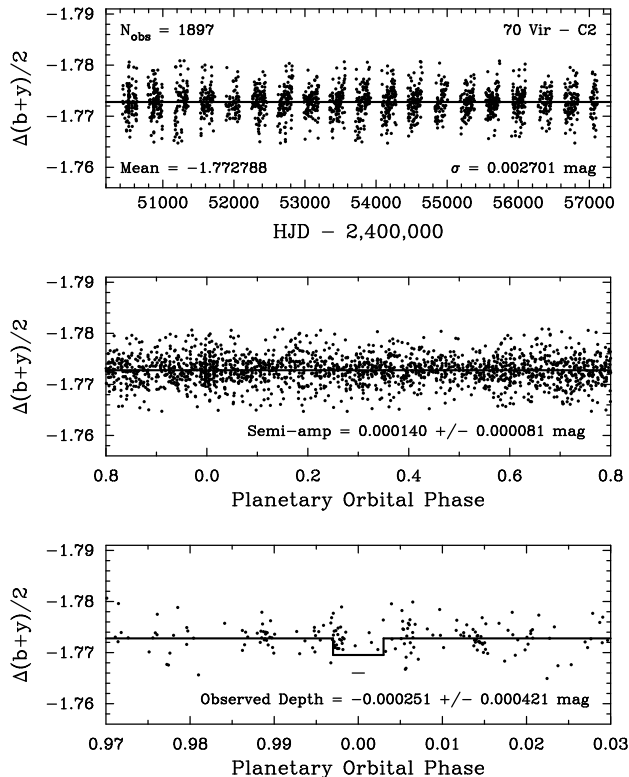 −1.79
N_obs = 1897 70 Vir − C2
−1.78
−1.77
−1.76
Δ(b+y)/2
Mean = −1.772788 σ = 0.002701 mag
51000 52000 53000 54000 55000 56000 57000
HJD − 2,400,000
−1.79
−1.78
−1.77
−1.76
Δ(b+y)/2
Semi−amp = 0.000140 +/− 0.000081 mag
0.8 0.0 0.2 0.4 0.6 0.8
Planetary Orbital Phase
−1.79
−1.78
−1.77
−1.76
Δ(b+y)/2
Observed Depth = −0.000251 +/− 0.000421 mag
0.97 0.98 0.99 0.00 0.01 0.02 0.03
Planetary Orbital Phase